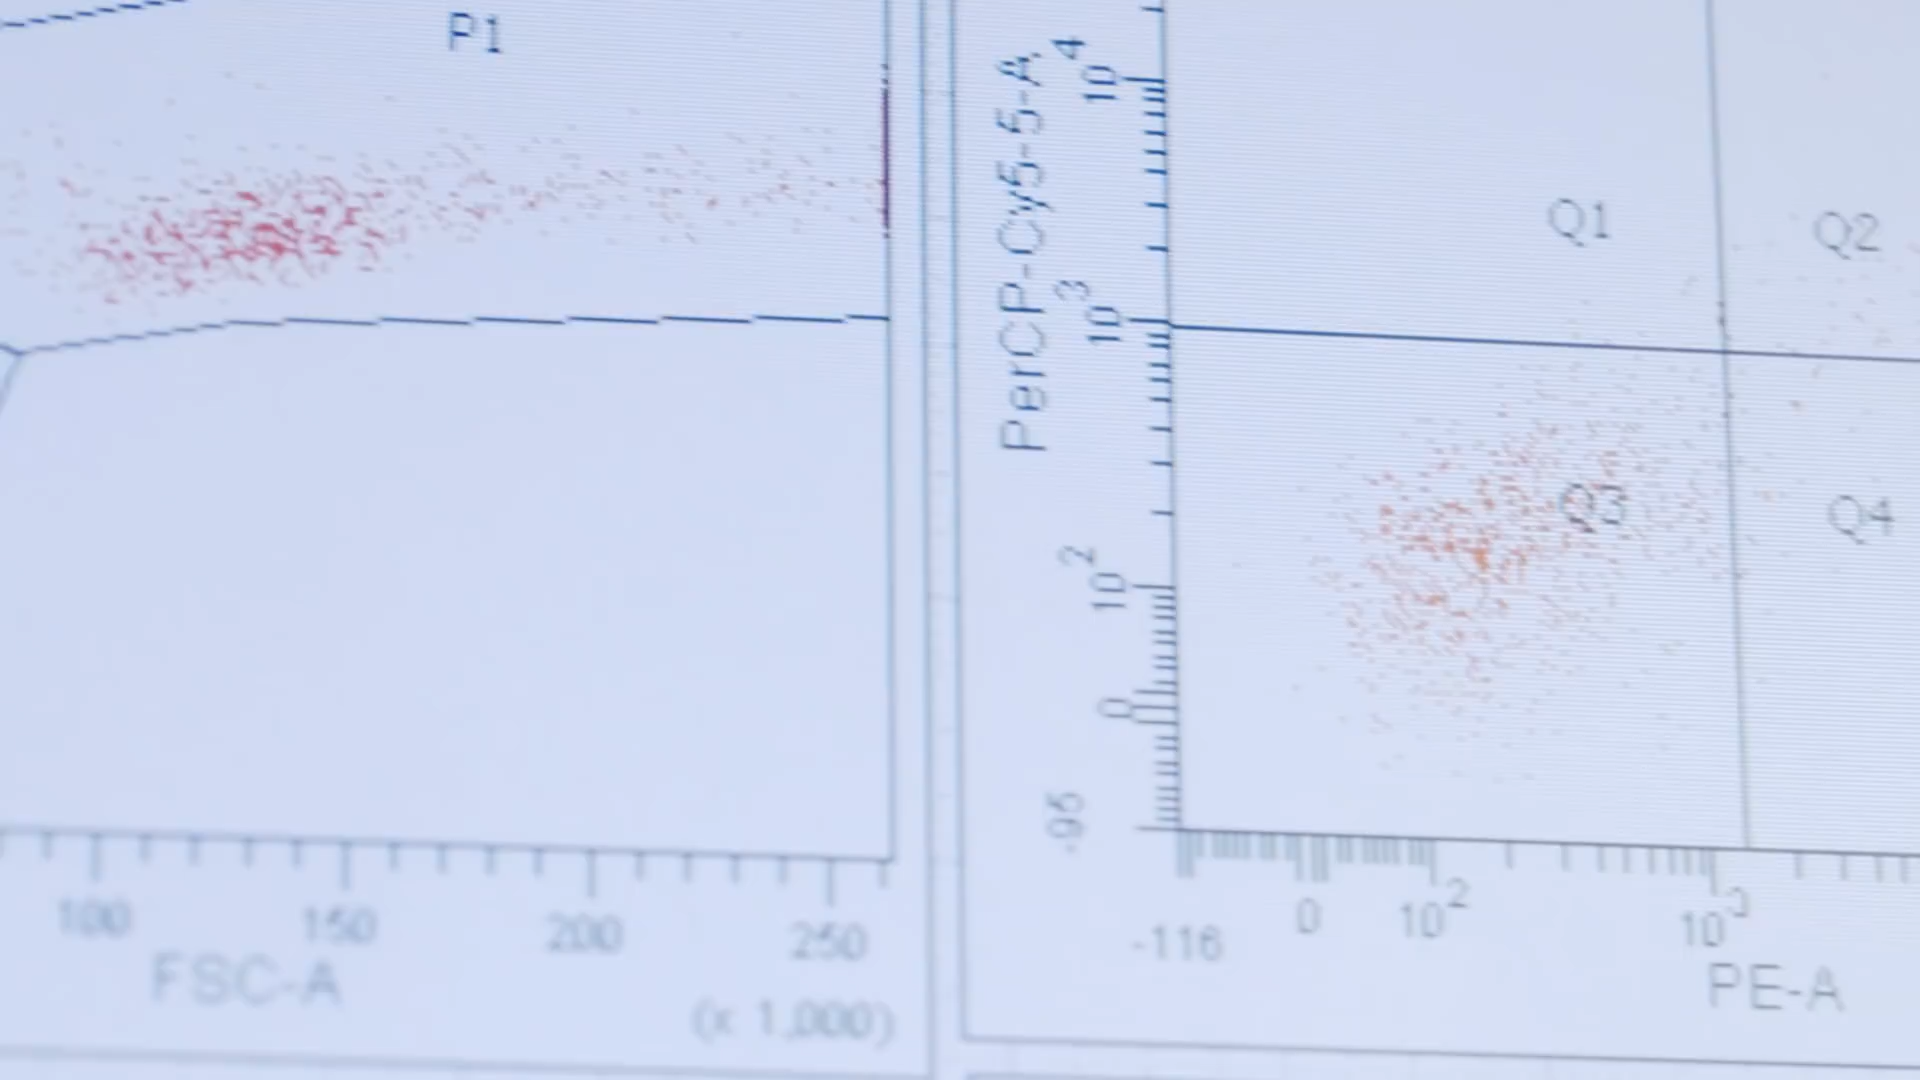 P1
100 150 200 250
FSC-A
(x 1,000)
PerCP-Cy5-5-A
10^4
10^3
10^2
0
-95
Q1 Q2
Q3 Q4
-116 0 10^2 10^3
PE-A